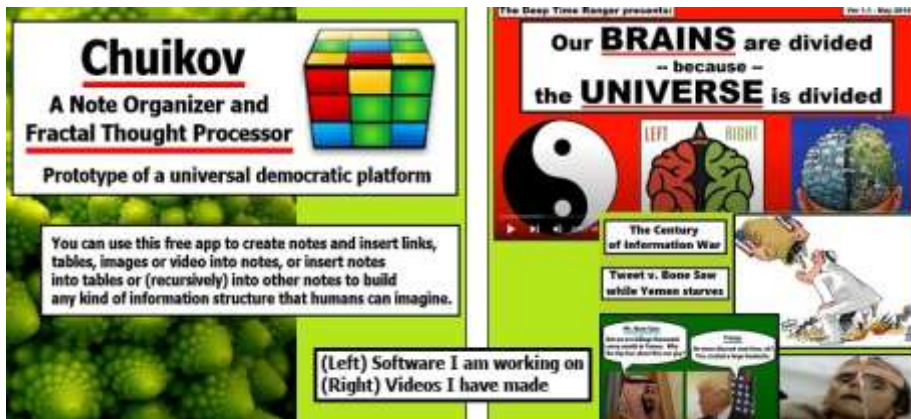 Chuikov
A Note Organizer and
Fractal Thought Processor
Prototype of a universal democratic platform
You can use this free app to create notes and insert links,
tables, images or video into notes, or insert notes
into tables or (recursively) into other notes to build
any kind of information structure that humans can imagine.
(Left) Software I am working on
(Right) Videos I have made
The Deep Time Ranger presents:
Our BRAINS are divided
-- because --
the UNIVERSE is divided
LEFT RIGHT
The Century
of Information War
Tweet v. Bone Saw
while Yemen starves